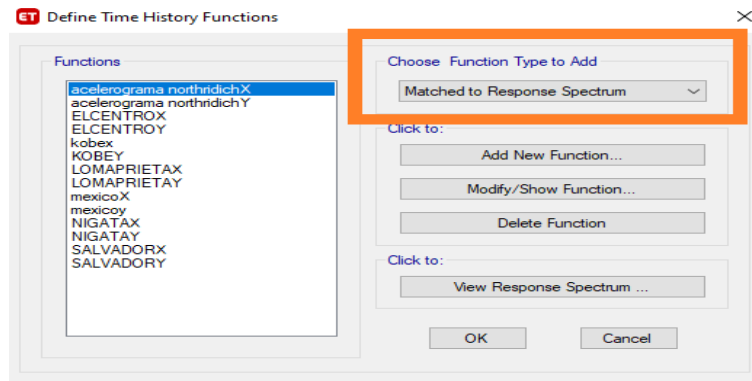 ET Define Time History Functions
Functions
acelerograma northridichX
acelerograma northridichY
ELCENTROX
ELCENTROY
kobex
KOBEY
LOMAPRIETAX
LOMAPRIETAY
mexicoX
mexicoy
NIGATAX
NIGATAY
SALVADORX
SALVADORY
Choose Function Type to Add
Matched to Response Spectrum
Click to:
Add New Function...
Modify/Show Function...
Delete Function
Click to:
View Response Spectrum ...
OK
Cancel